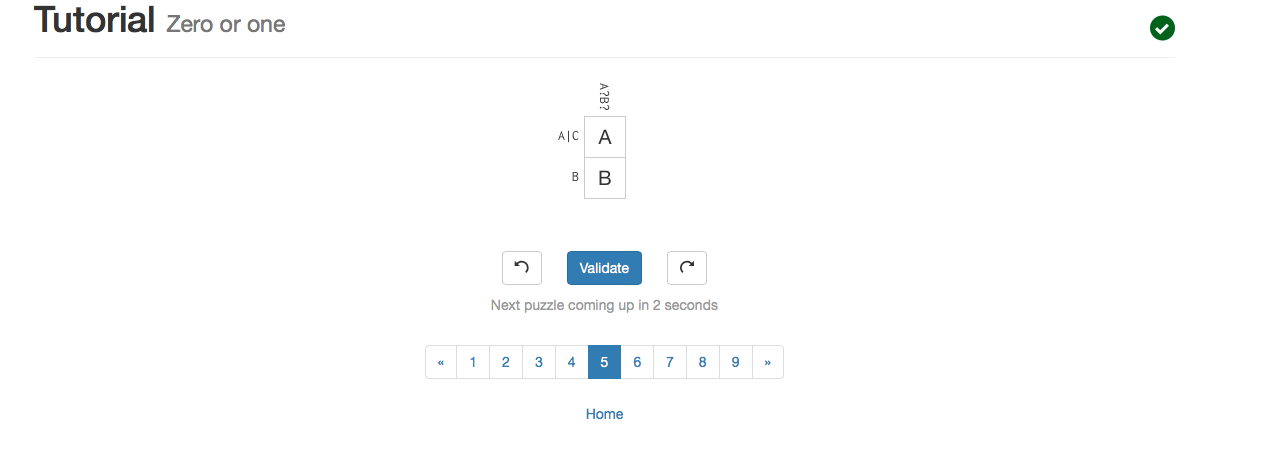 Tutorial Zero or one
A?B?
A|C A
B B
Validate
Next puzzle coming up in 2 seconds
« 1 2 3 4 5 6 7 8 9 »
Home